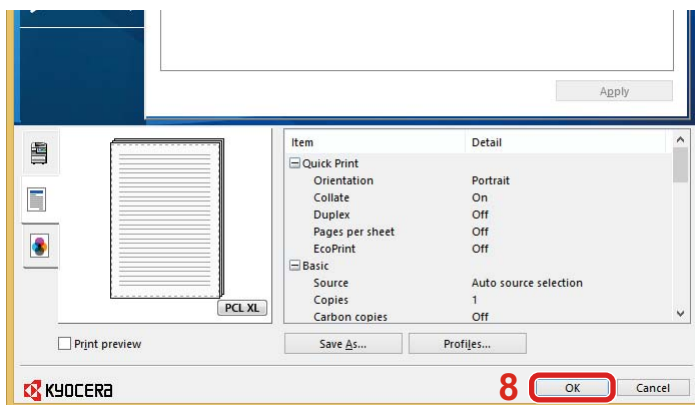 Apply
Item Detail
Quick Print
Orientation Portrait
Collate On
Duplex Off
Pages per sheet Off
EcoPrint Off
Basic
Source Auto source selection
Copies 1
Carbon copies Off
PCL XL
Print preview
Save As...
Profiles...
KYOCERA
8
OK
Cancel